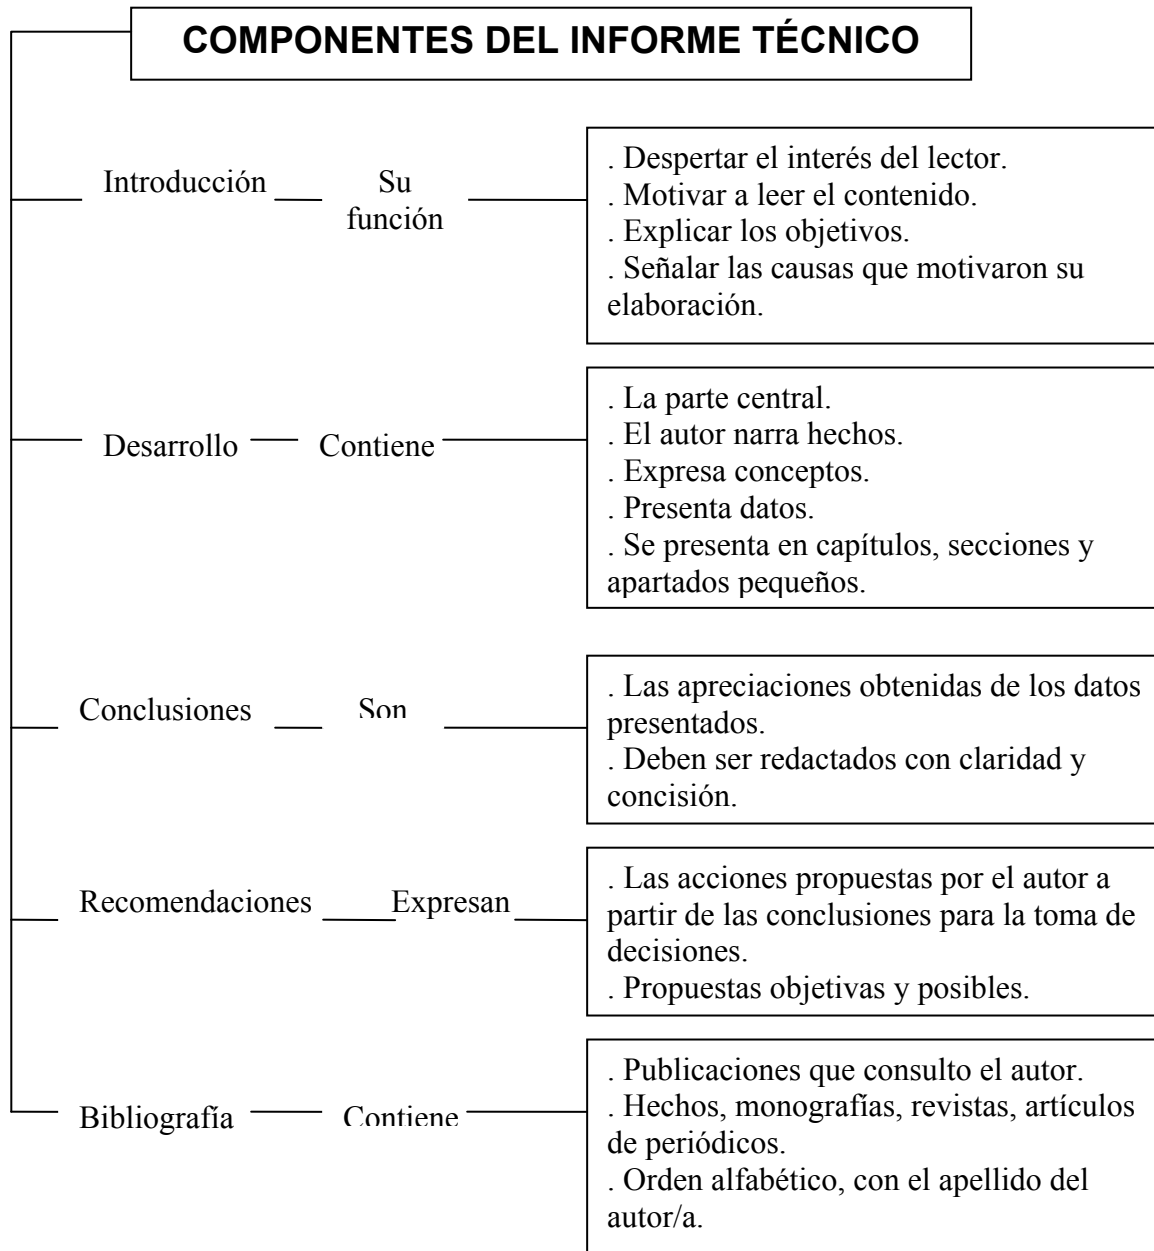 COMPONENTES DEL INFORME TÉCNICO
Introducción
Su
función
. Despertar el interés del lector.
. Motivar a leer el contenido.
. Explicar los objetivos.
. Señalar las causas que motivaron su
elaboración.
Desarrollo
Contiene
. La parte central.
. El autor narra hechos.
. Expresa conceptos.
. Presenta datos.
. Se presenta en capítulos, secciones y
apartados pequeños.
Conclusiones
Son
. Las apreciaciones obtenidas de los datos
presentados.
. Deben ser redactados con claridad y
concisión.
Recomendaciones
Expresan
. Las acciones propuestas por el autor a
partir de las conclusiones para la toma de
decisiones.
. Propuestas objetivas y posibles.
Bibliografía
Contiene
. Publicaciones que consulto el autor.
. Hechos, monografías, revistas, artículos
de periódicos.
. Orden alfabético, con el apellido del
autor/a.